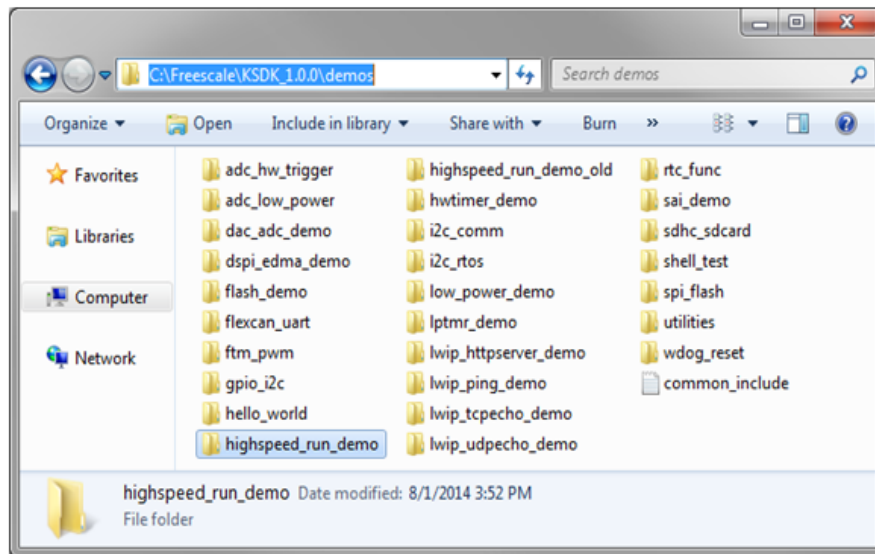 C:\Freescale\KSDK_1.0.0\demos
Search demos
Organize
Open
Include in library
Share with
Burn
»
Favorites
Libraries
Computer
Network
adc_hw_trigger
adc_low_power
dac_adc_demo
dspi_edma_demo
flash_demo
flexcan_uart
ftm_pwm
gpio_i2c
hello_world
highspeed_run_demo
highspeed_run_demo_old
hwtimer_demo
i2c_comm
i2c_rtos
low_power_demo
lptmr_demo
lwip_httpserver_demo
lwip_ping_demo
lwip_tcpecho_demo
lwip_udpecho_demo
rtc_func
sai_demo
sdhc_sdcard
shell_test
spi_flash
utilities
wdog_reset
common_include
highspeed_run_demo Date modified: 8/1/2014 3:52 PM
File folder